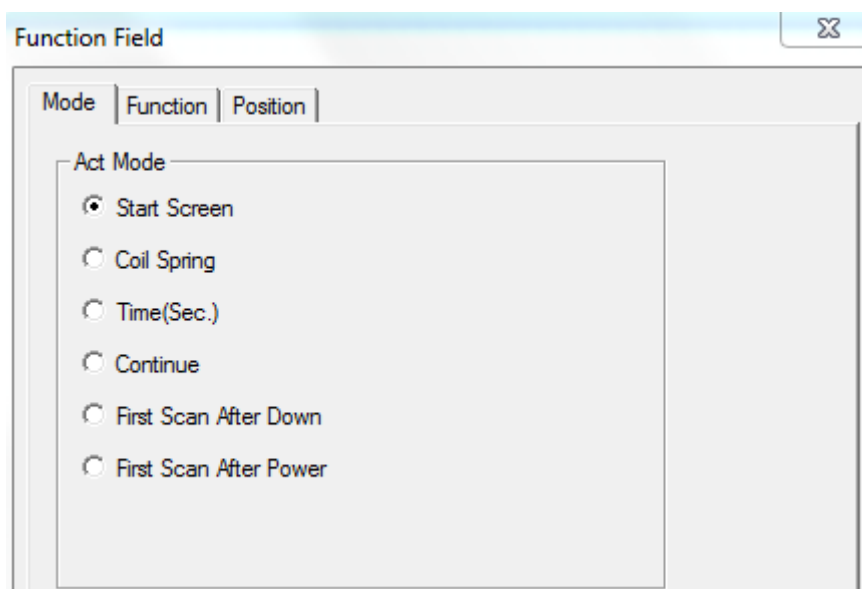 Function Field
Mode Function Position
Act Mode
Start Screen
Coil Spring
Time(Sec.)
Continue
First Scan After Down
First Scan After Power